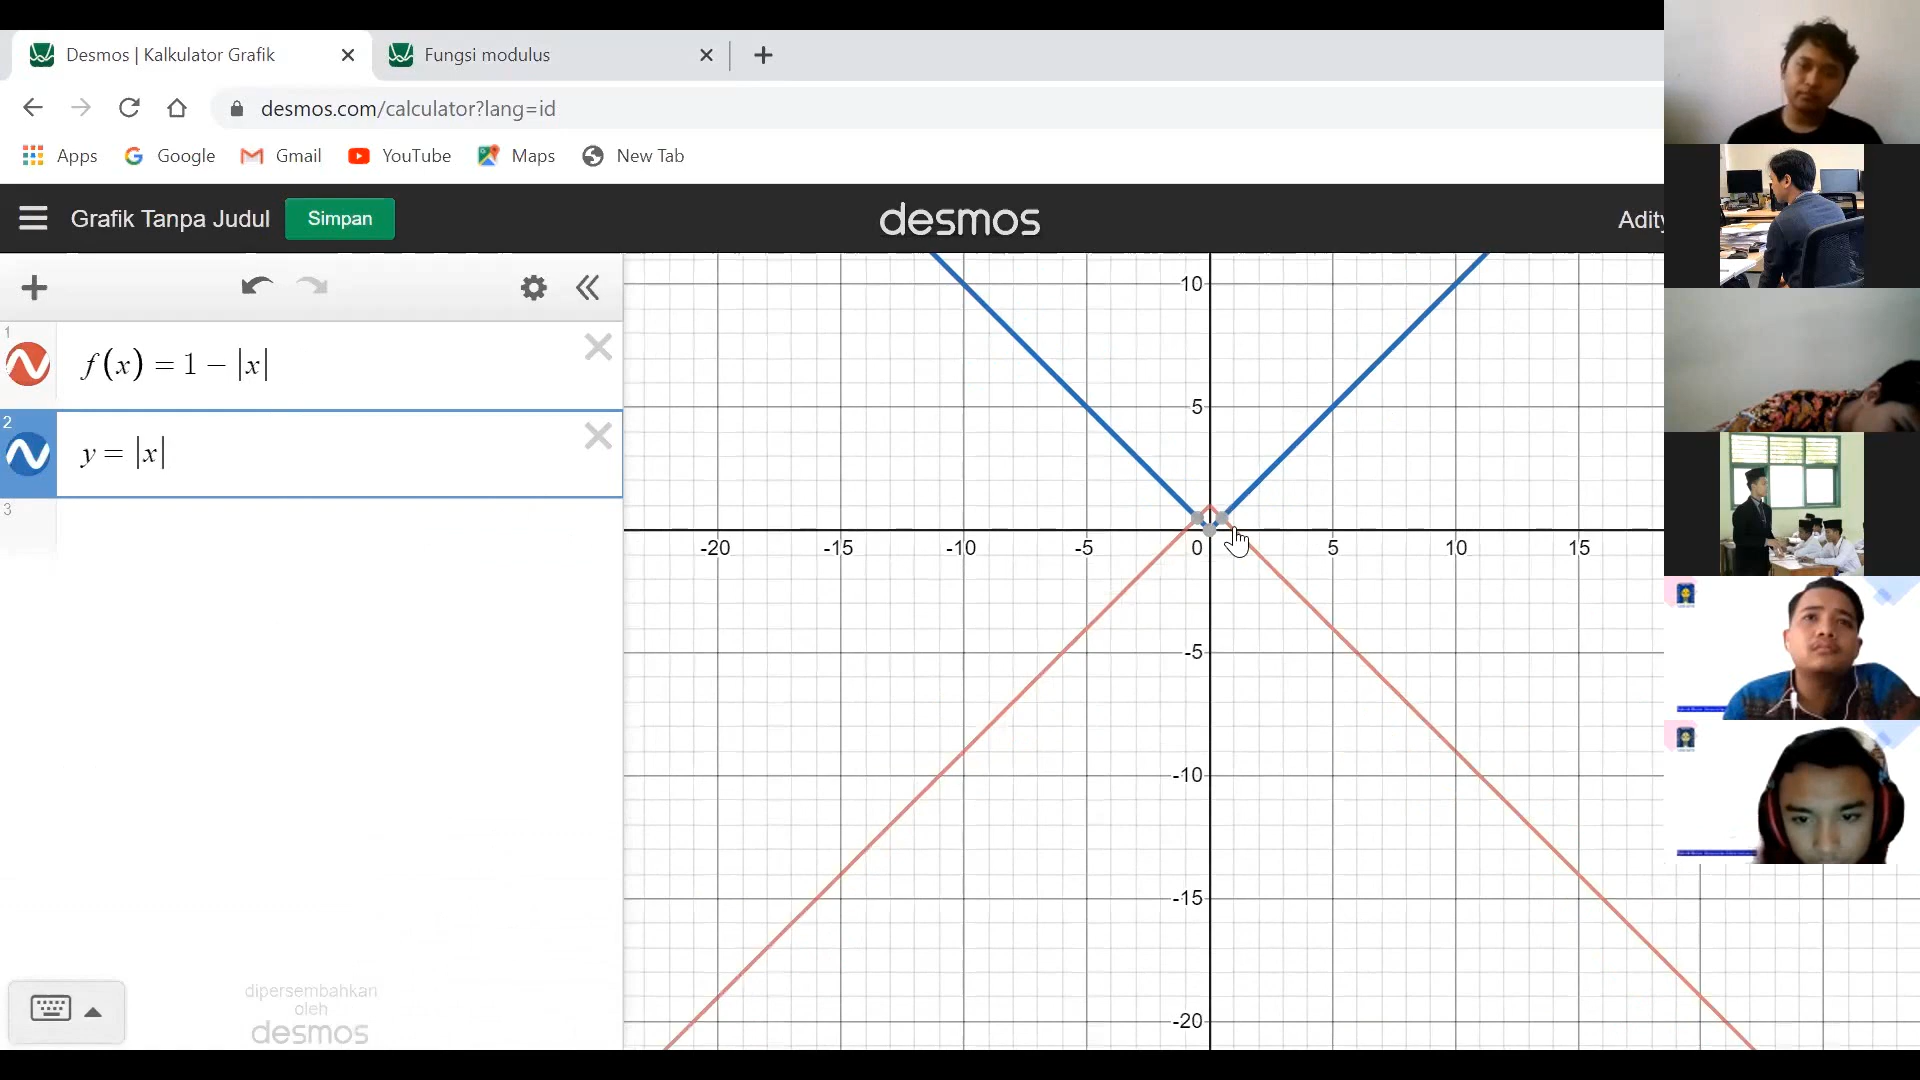 Desmos | Kalkulator Grafik
Fungsi modulus
desmos.com/calculator?lang=id
Apps Google Gmail YouTube Maps New Tab
Grafik Tanpa Judul Simpan desmos Adity
1
f(x) = 1 − |x|
2
y = |x|
3
10
5
-20 -15 -10 -5 0 5 10 15
-5
-10
-15
-20
dipersembahkan
oleh
desmos